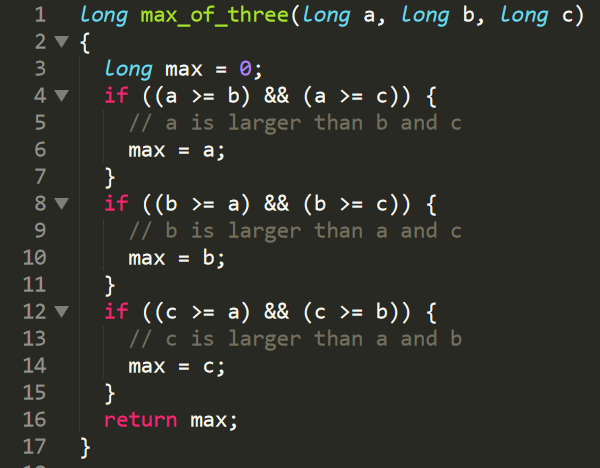 1 long max_of_three(long a, long b, long c)
2 {
3 long max = 0;
4 if ((a >= b) && (a >= c)) {
5 // a is larger than b and c
6 max = a;
7 }
8 if ((b >= a) && (b >= c)) {
9 // b is larger than a and c
10 max = b;
11 }
12 if ((c >= a) && (c >= b)) {
13 // c is larger than a and b
14 max = c;
15 }
16 return max;
17 }